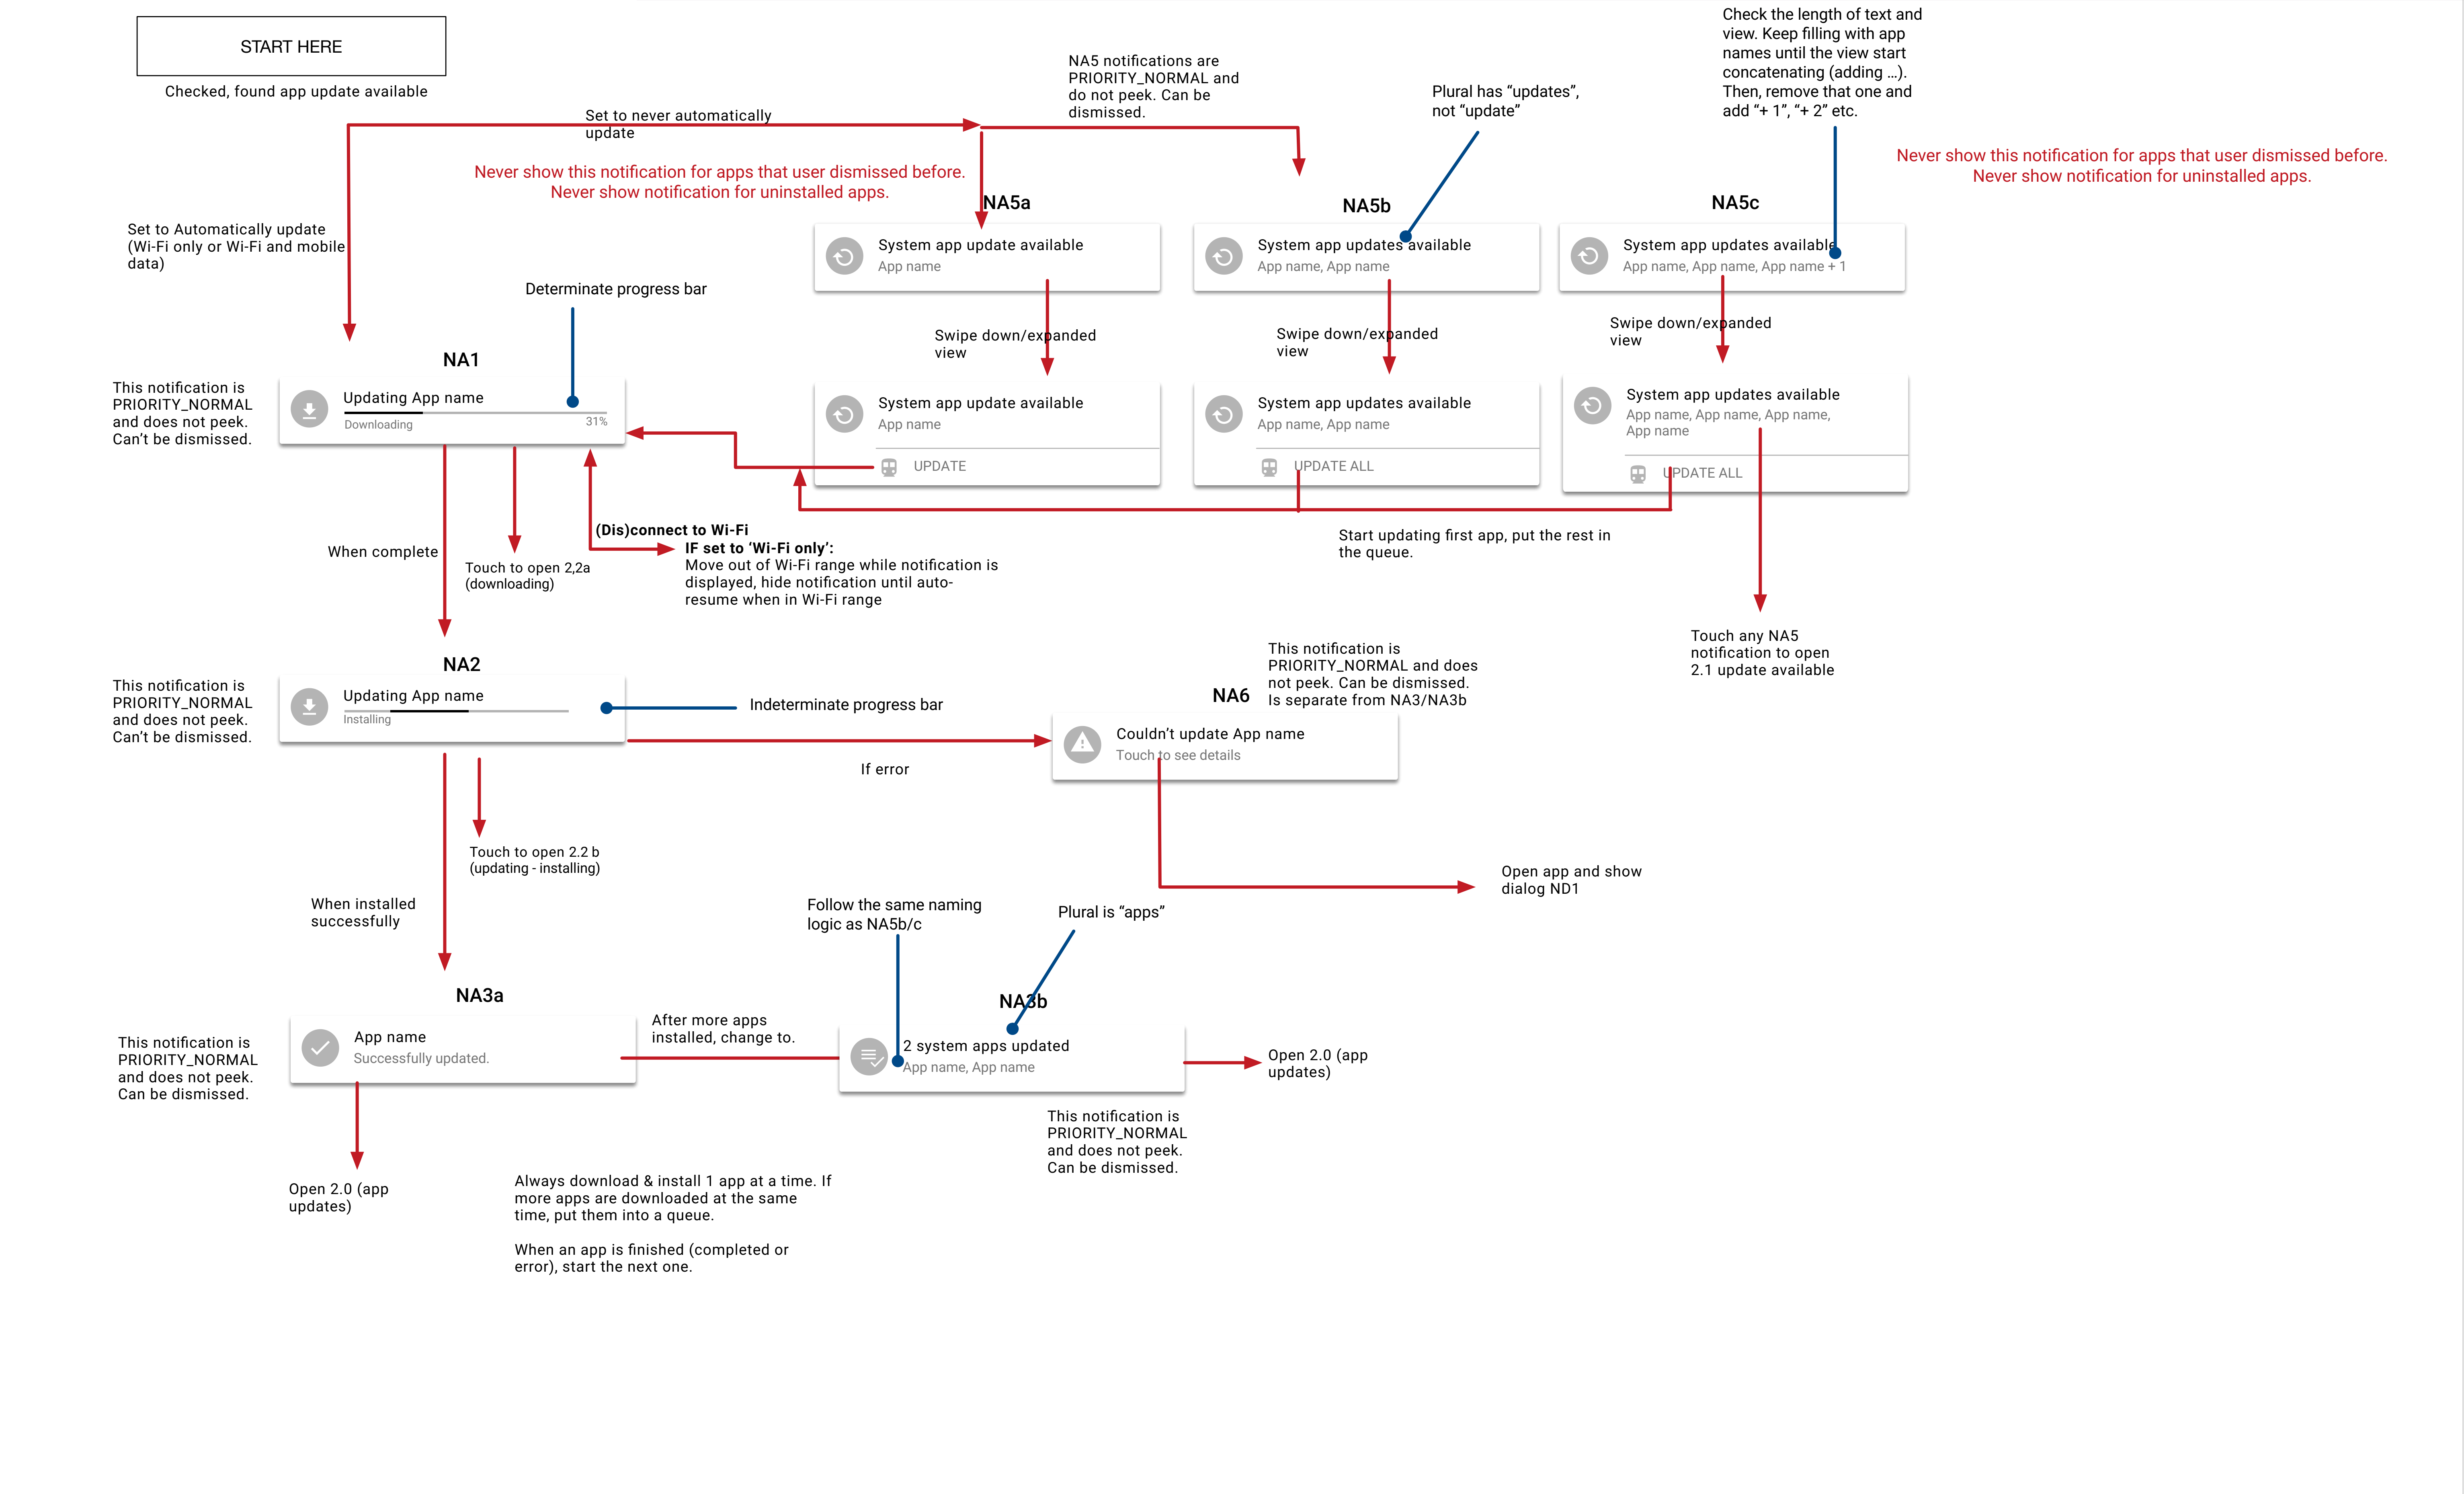 START HERE
Checked, found app update available
Set to never automatically
update
NA5 notifications are
PRIORITY_NORMAL and
do not peek. Can be
dismissed.
Plural has “updates”,
not “update”
Check the length of text and
view. Keep filling with app
names until the view start
concatenating (adding ...).
Then, remove that one and
add “+ 1”, “+ 2” etc.
Never show this notification for apps that user dismissed before.
Never show notification for uninstalled apps.
Never show this notification for apps that user dismissed before.
Never show notification for uninstalled apps.
Set to Automatically update
(Wi-Fi only or Wi-Fi and mobile
data)
NA5a
System app update available
App name
NA5b
System app updates available
App name, App name
NA5c
System app updates available
App name, App name, App name + 1
Determinate progress bar
Swipe down/expanded
view
Swipe down/expanded
view
Swipe down/expanded
view
NA1
This notification is
PRIORITY_NORMAL
and does not peek.
Can’t be dismissed.
Updating App name
Downloading
31%
System app update available
App name
UPDATE
System app updates available
App name, App name
UPDATE ALL
System app updates available
App name, App name, App name,
App name
UPDATE ALL
When complete
Touch to open 2,2a
(downloading)
(Dis)connect to Wi-Fi
IF set to ‘Wi-Fi only’:
Move out of Wi-Fi range while notification is
displayed, hide notification until auto-
resume when in Wi-Fi range
Start updating first app, put the rest in
the queue.
Touch any NA5
notification to open
2.1 update available
NA2
This notification is
PRIORITY_NORMAL
and does not peek.
Can’t be dismissed.
Updating App name
Installing
Indeterminate progress bar
If error
NA6
This notification is
PRIORITY_NORMAL and does
not peek. Can be dismissed.
Is separate from NA3/NA3b
Couldn’t update App name
Touch to see details
Touch to open 2.2 b
(updating - installing)
When installed
successfully
Open app and show
dialog ND1
Follow the same naming
logic as NA5b/c
Plural is “apps”
NA3a
This notification is
PRIORITY_NORMAL
and does not peek.
Can be dismissed.
App name
Successfully updated.
After more apps
installed, change to.
NA3b
2 system apps updated
App name, App name
Open 2.0 (app
updates)
This notification is
PRIORITY_NORMAL
and does not peek.
Can be dismissed.
Open 2.0 (app
updates)
Always download & install 1 app at a time. If
more apps are downloaded at the same
time, put them into a queue.
When an app is finished (completed or
error), start the next one.